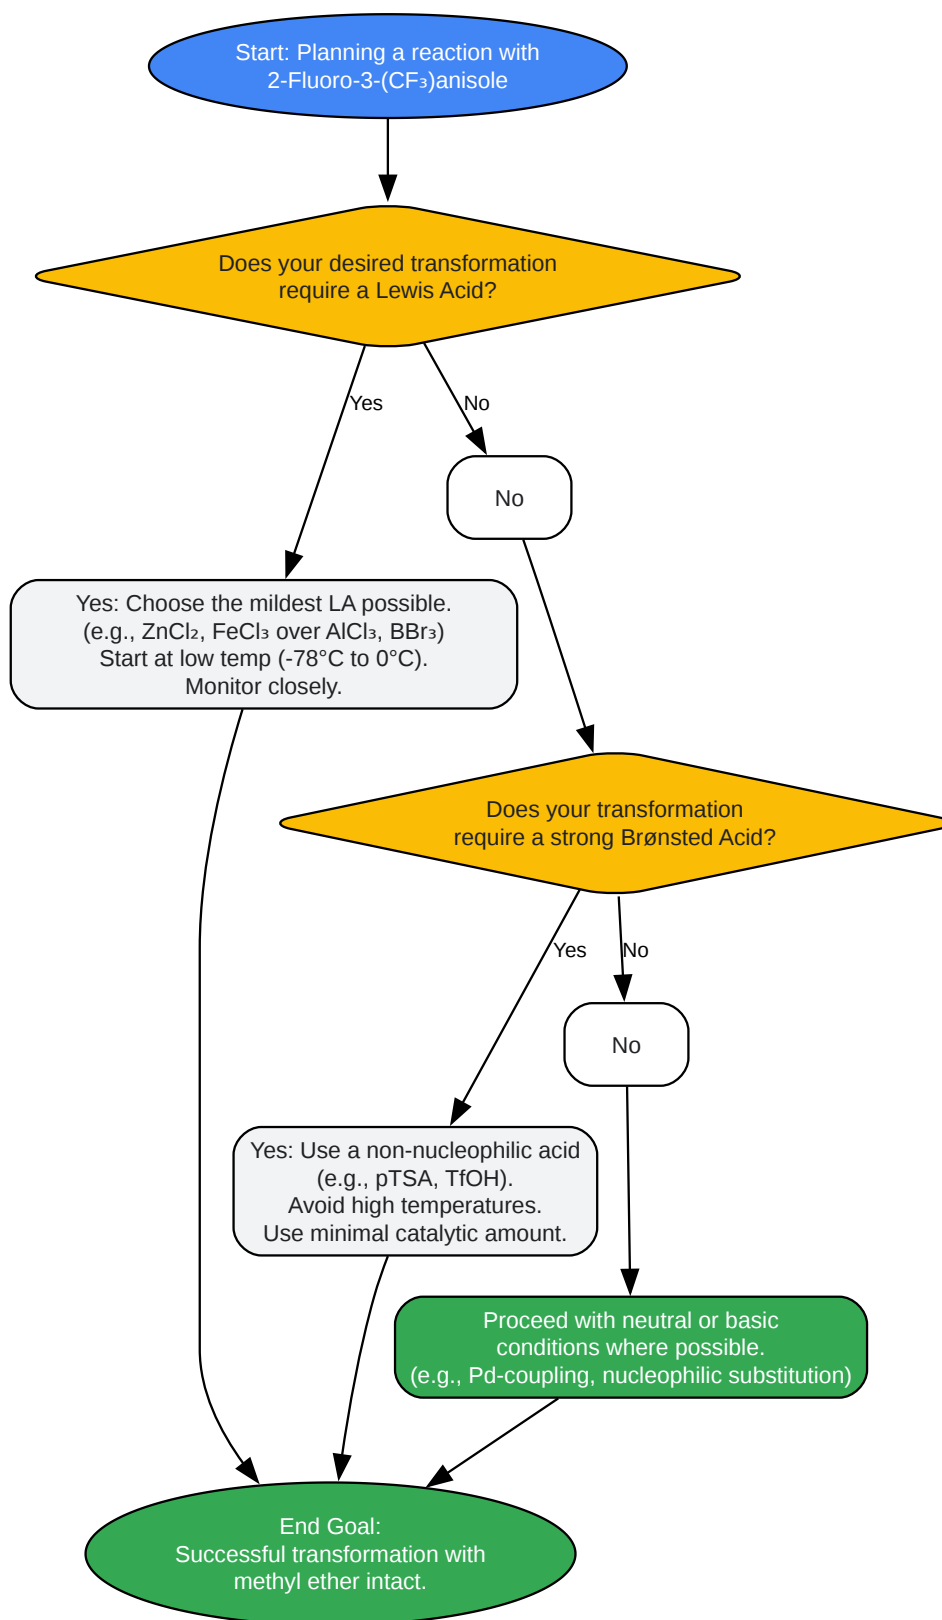 Start: Planning a reaction with
2-Fluoro-3-(CF₃)anisole
Does your desired transformation
require a Lewis Acid?
Yes
No
No
Yes: Choose the mildest LA possible.
(e.g., ZnCl₂, FeCl₃ over AlCl₃, BBr₃)
Start at low temp (-78°C to 0°C).
Monitor closely.
Does your transformation
require a strong Brønsted Acid?
Yes
No
No
Yes: Use a non-nucleophilic acid
(e.g., pTSA, TfOH).
Avoid high temperatures.
Use minimal catalytic amount.
Proceed with neutral or basic
conditions where possible.
(e.g., Pd-coupling, nucleophilic substitution)
End Goal:
Successful transformation with
methyl ether intact.